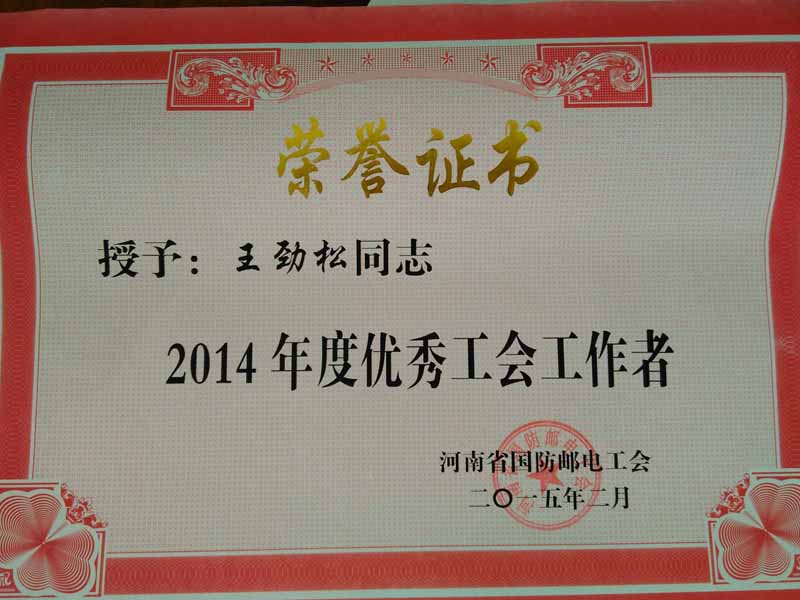 荣誉证书
授予：王劲松同志
2014年度优秀工会工作者
河南省国防邮电工会
二〇一五年二月